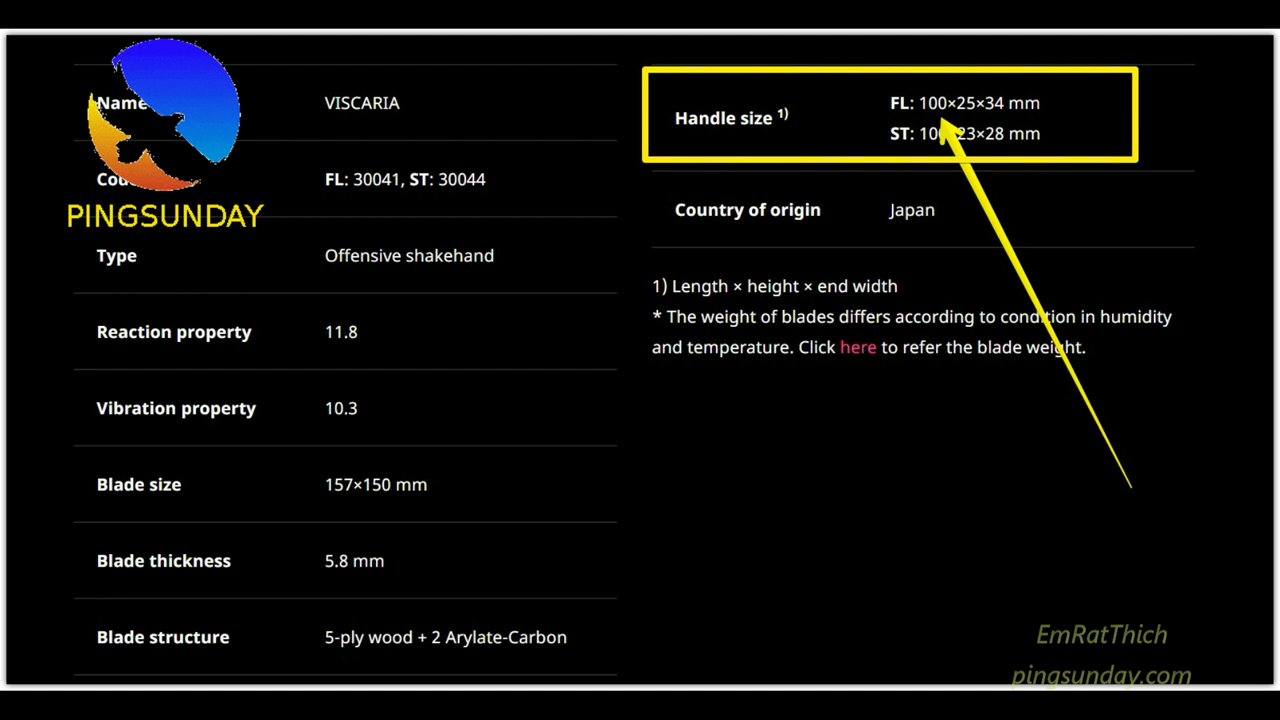 Name VISCARIA
FL: 30041, ST: 30044
PINGSUNDAY
Type Offensive shakehand
Reaction property 11.8
Vibration property 10.3
Blade size 157×150 mm
Blade thickness 5.8 mm
Blade structure 5-ply wood + 2 Arylate-Carbon
Handle size 1) FL: 100×25×34 mm
ST: 23×28 mm
Country of origin Japan
1) Length × height × end width
* The weight of blades differs according to condition in humidity
and temperature. Click here to refer the blade weight.
EmRatThich
pingsunday.com